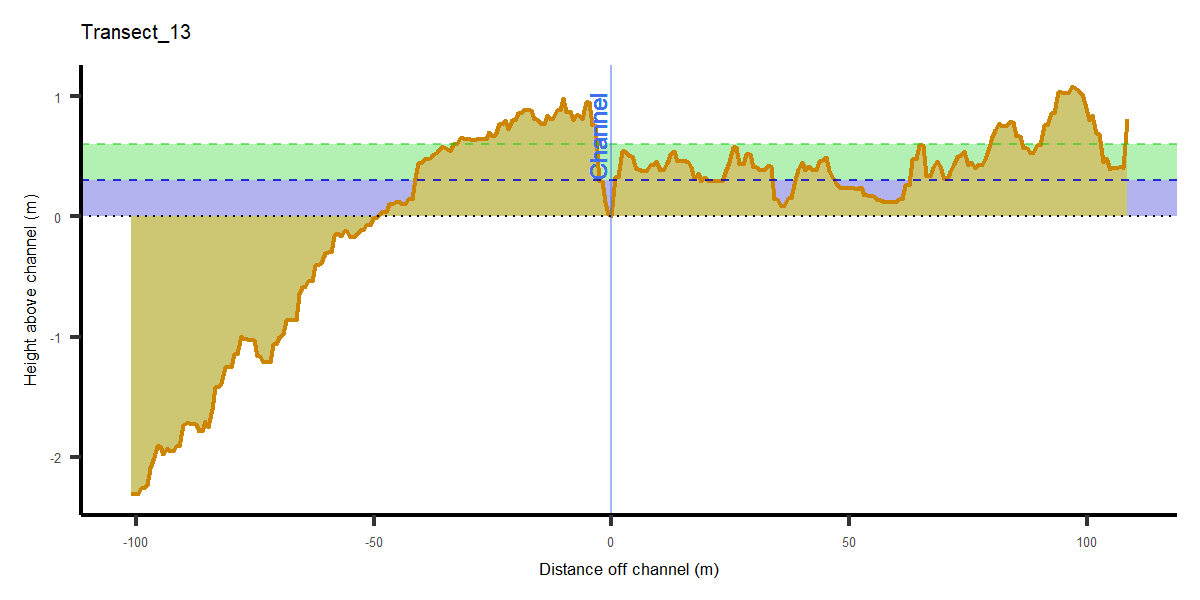 Transect_13
Height above channel (m)
1
0
-1
-2
Channel
-100
-50
0
50
100
Distance off channel (m)